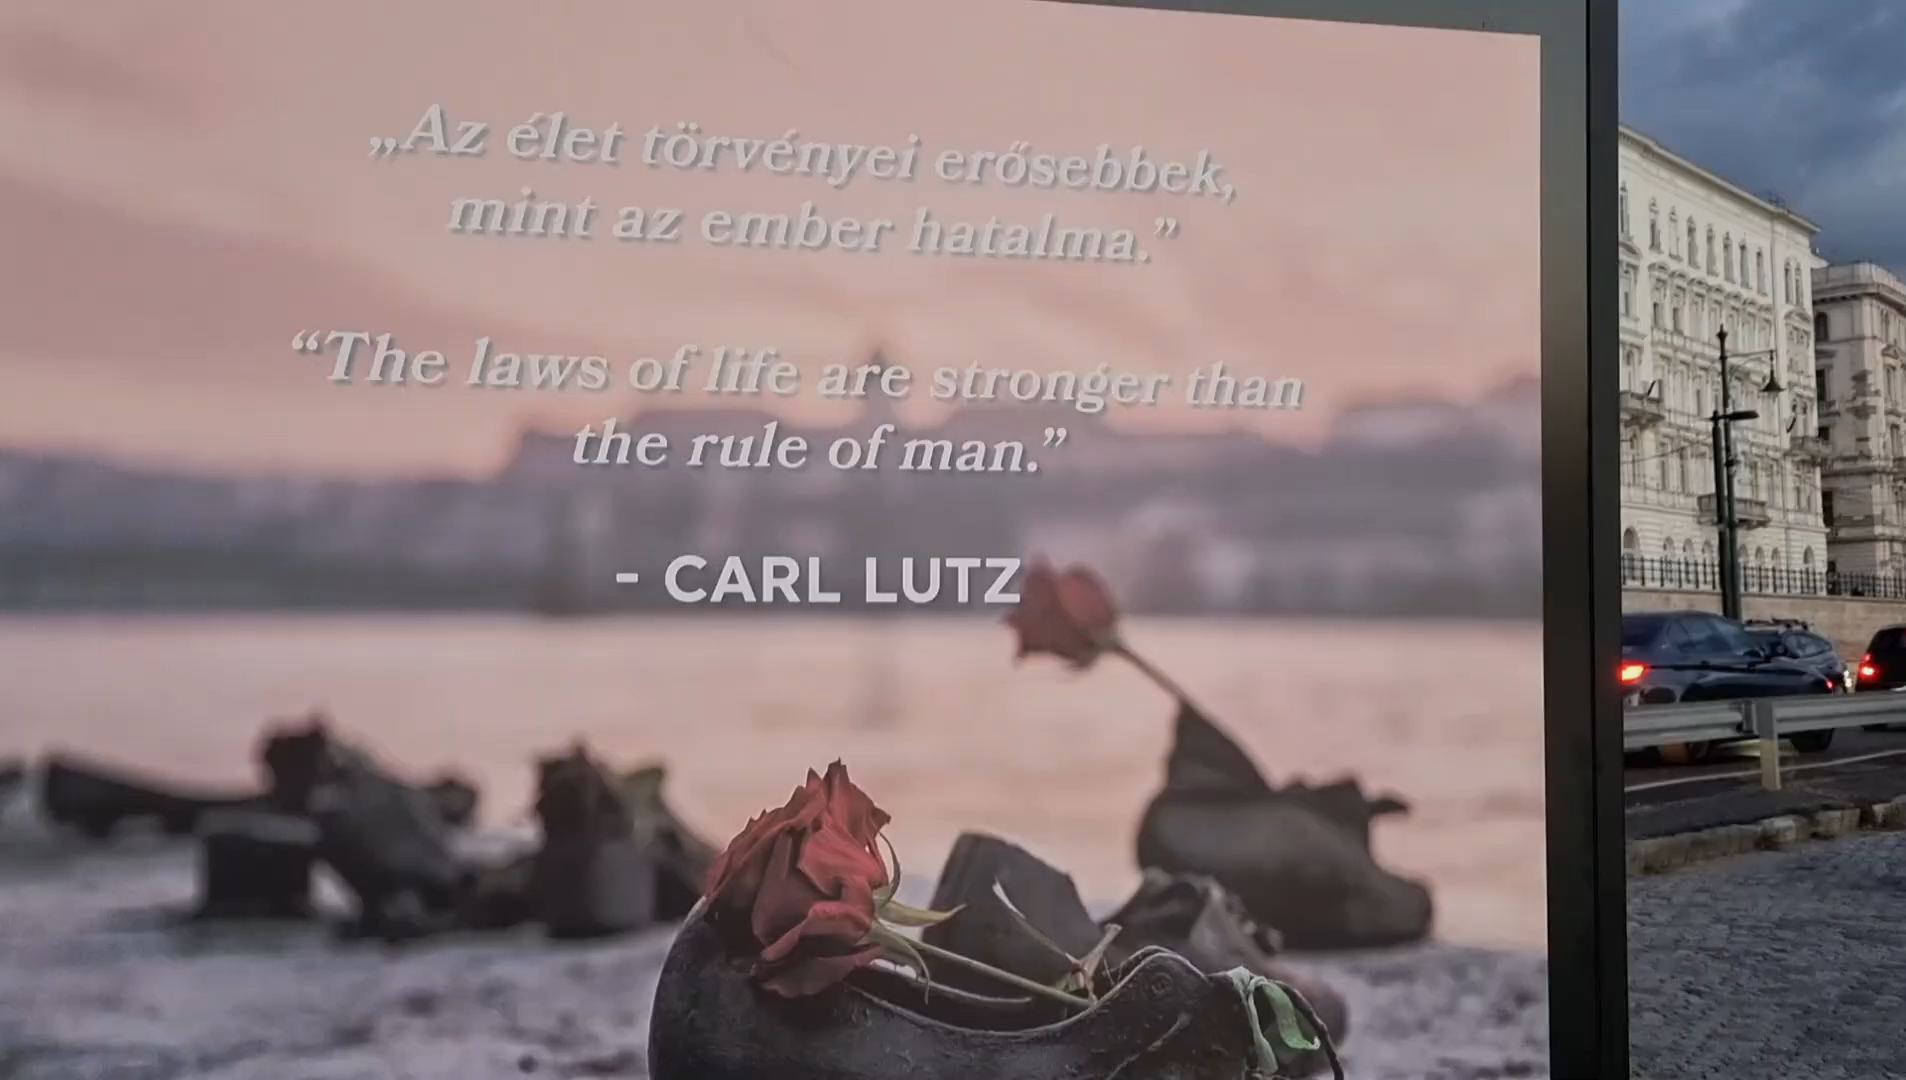 „Az élet törvényei erősebbek,
mint az ember hatalma.”
“The laws of life are stronger than
the rule of man.”
- CARL LUTZ